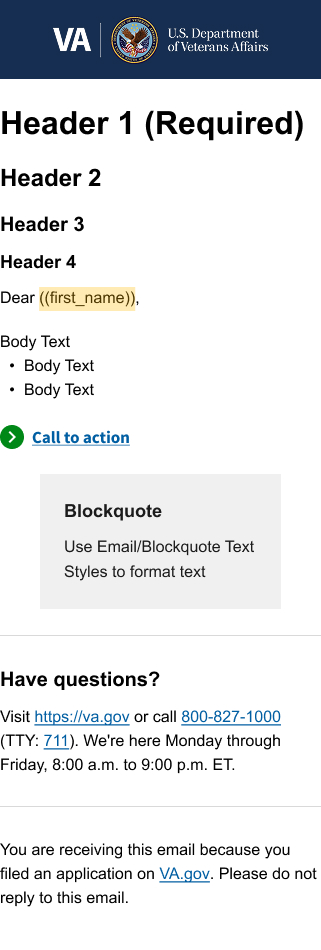 VA
U.S. Department
of Veterans Affairs
Header 1 (Required)
Header 2
Header 3
Header 4
Dear ((first_name)),
Body Text
• Body Text
• Body Text
Call to action
Blockquote
Use Email/Blockquote Text
Styles to format text
Have questions?
Visit https://va.gov or call 800-827-1000
(TTY: 711). We're here Monday through
Friday, 8:00 a.m. to 9:00 p.m. ET.
You are receiving this email because you
filed an application on VA.gov. Please do not
reply to this email.